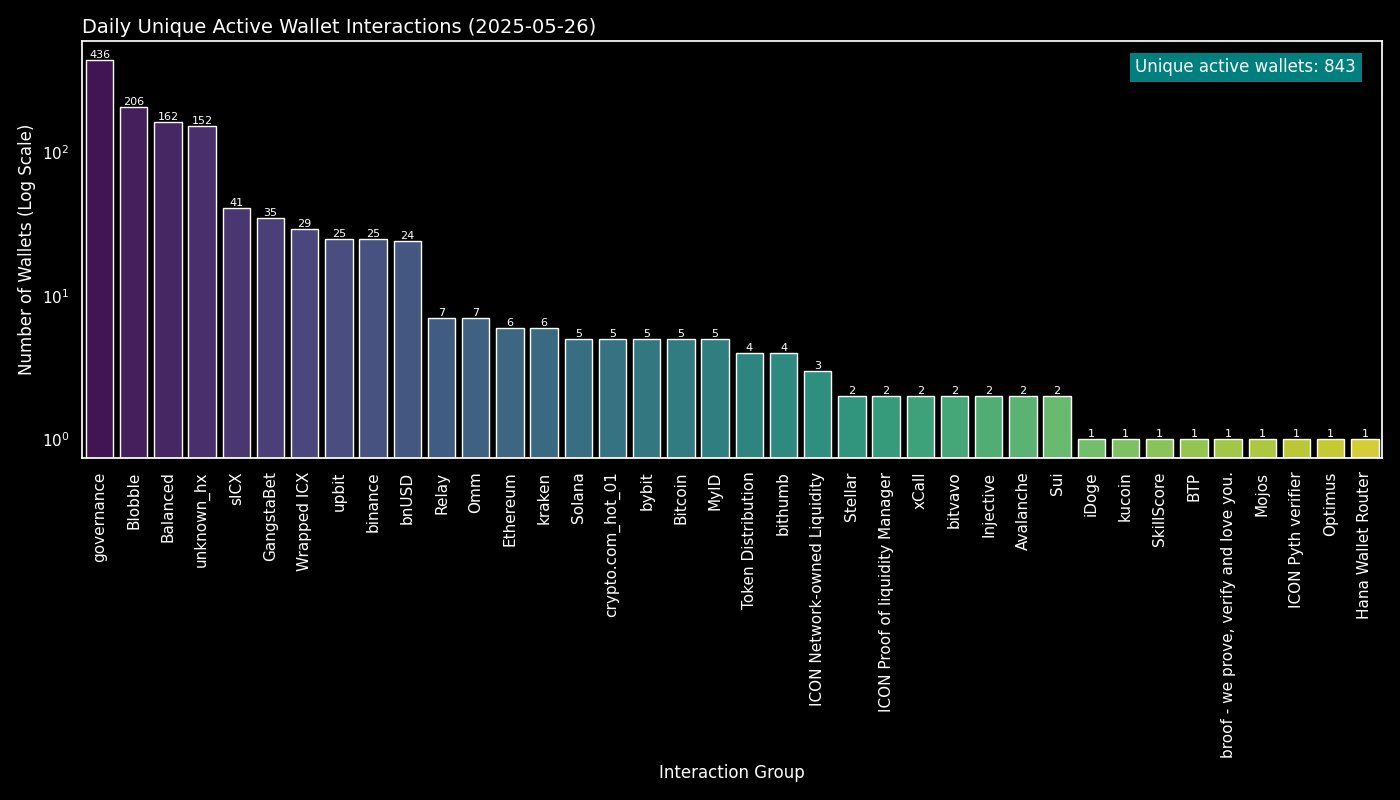 Daily Unique Active Wallet Interactions (2025-05-26)
Unique active wallets: 843
Number of Wallets (Log Scale)
10²
10¹
10⁰
436
206
162
152
41
35
29
25
25
24
7
7
6
6
5
5
5
5
5
4
4
3
2
2
2
2
2
2
2
1
1
1
1
1
1
1
1
1
governance
Blobble
Balanced
unknown_hx
sICX
GangstaBet
Wrapped ICX
upbit
binance
bnUSD
Relay
Omm
Ethereum
kraken
Solana
crypto.com_hot_01
bybit
Bitcoin
MyID
Token Distribution
bithumb
ICON Network-owned Liquidity
Stellar
ICON Proof of liquidity Manager
xCall
bitvavo
Injective
Avalanche
Sui
iDoge
kucoin
SkillScore
BTP
broof - we prove, verify and love you.
Mojos
ICON Pyth verifier
Optimus
Hana Wallet Router
Interaction Group